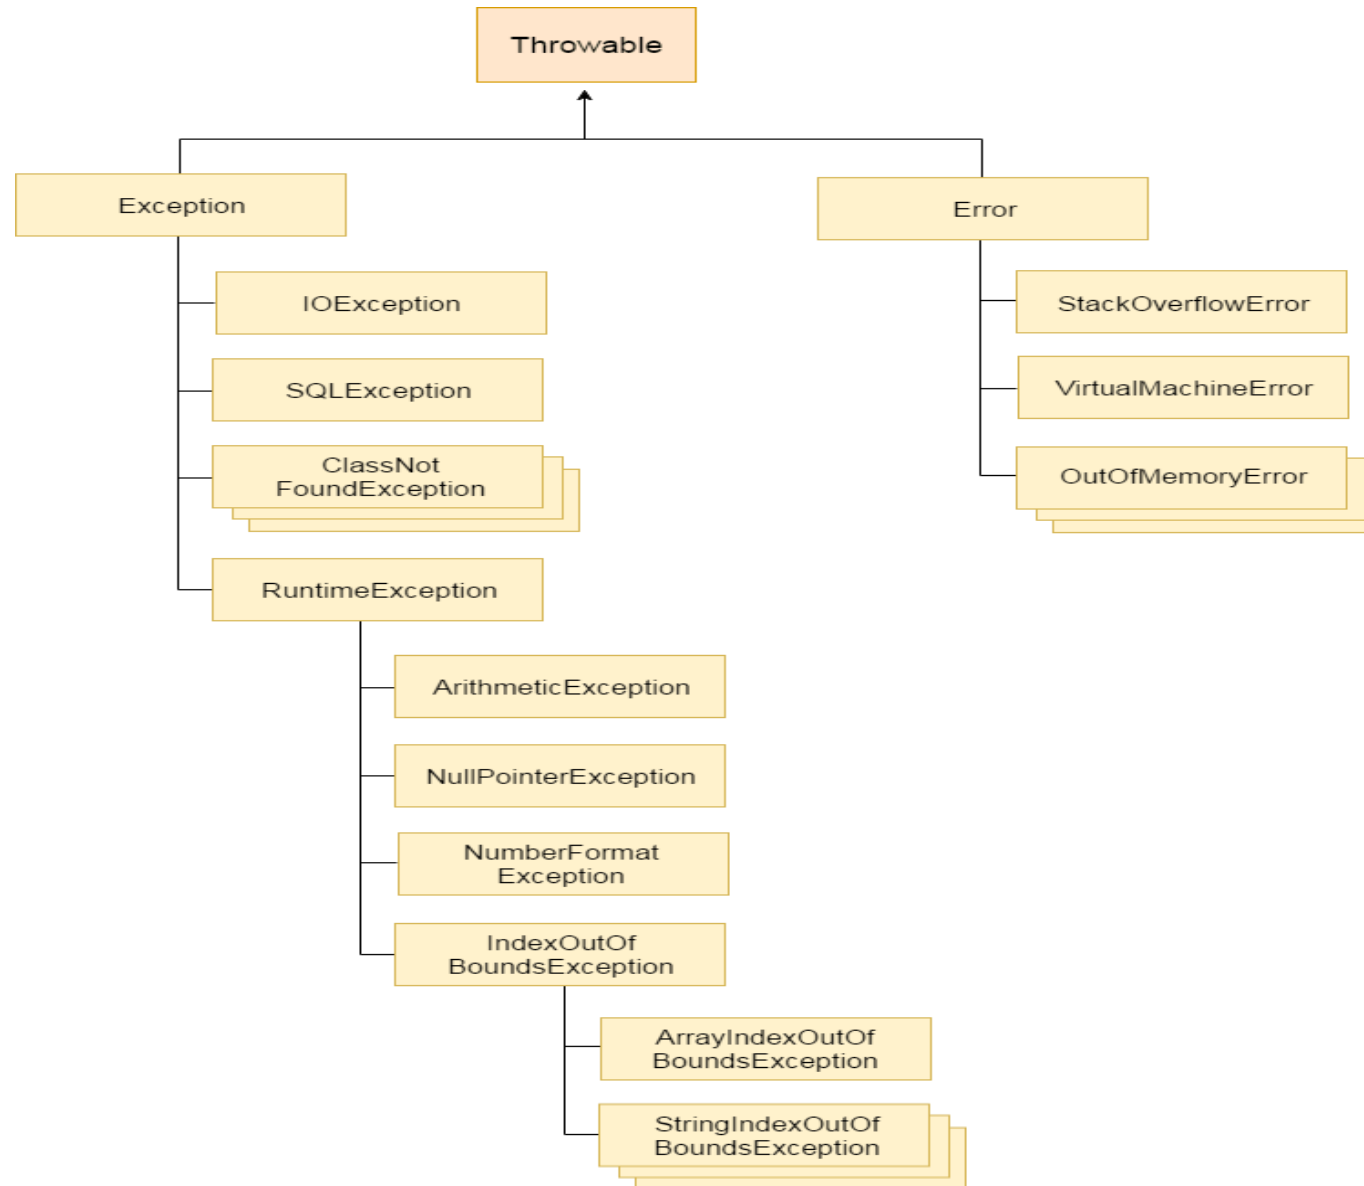 Throwable
Exception
Error
IOException
StackOverflowError
SQLException
VirtualMachineError
ClassNot
FoundException
OutOfMemoryError
RuntimeException
ArithmeticException
NullPointerException
NumberFormat
Exception
IndexOutOf
BoundsException
ArrayIndexOutOf
BoundsException
StringIndexOutOf
BoundsException